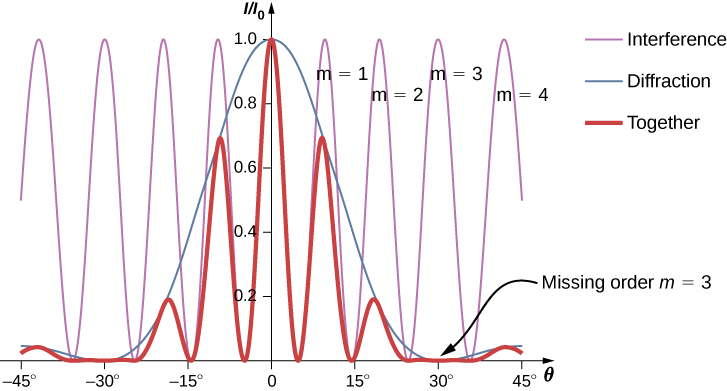 I/I₀
1.0
0.8
0.6
0.4
0.2
m = 1
m = 2
m = 3
m = 4
Interference
Diffraction
Together
Missing order m = 3
−45° −30° −15° 0 15° 30° 45° θ